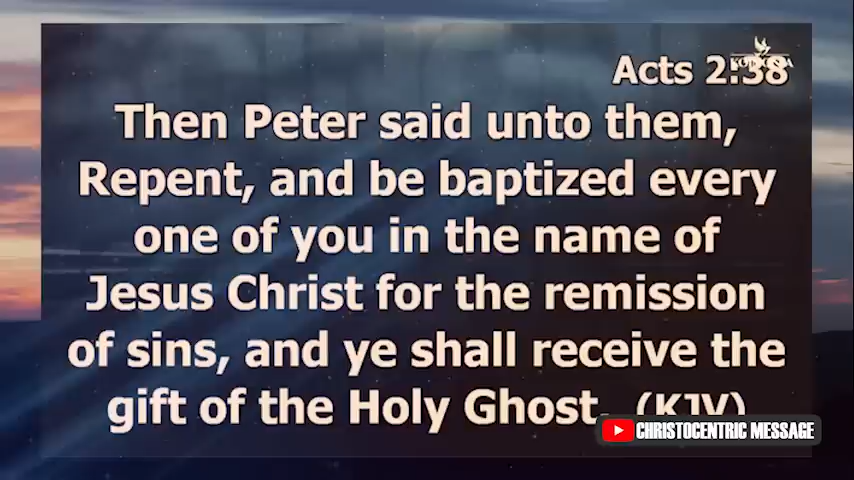 Acts 2:38
Then Peter said unto them,
Repent, and be baptized every
one of you in the name of
Jesus Christ for the remission
of sins, and ye shall receive the
gift of the Holy Ghost. (KJV)
CHRISTOCENTRIC MESSAGE